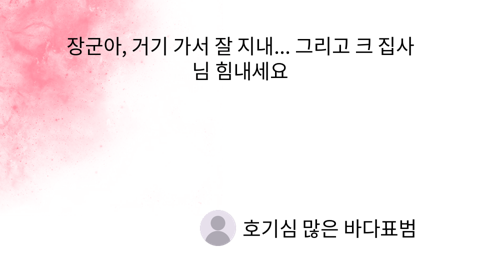 장군아, 거기 가서 잘 지내... 그리고 크 집사
님 힘내세요
호기심 많은 바다표범